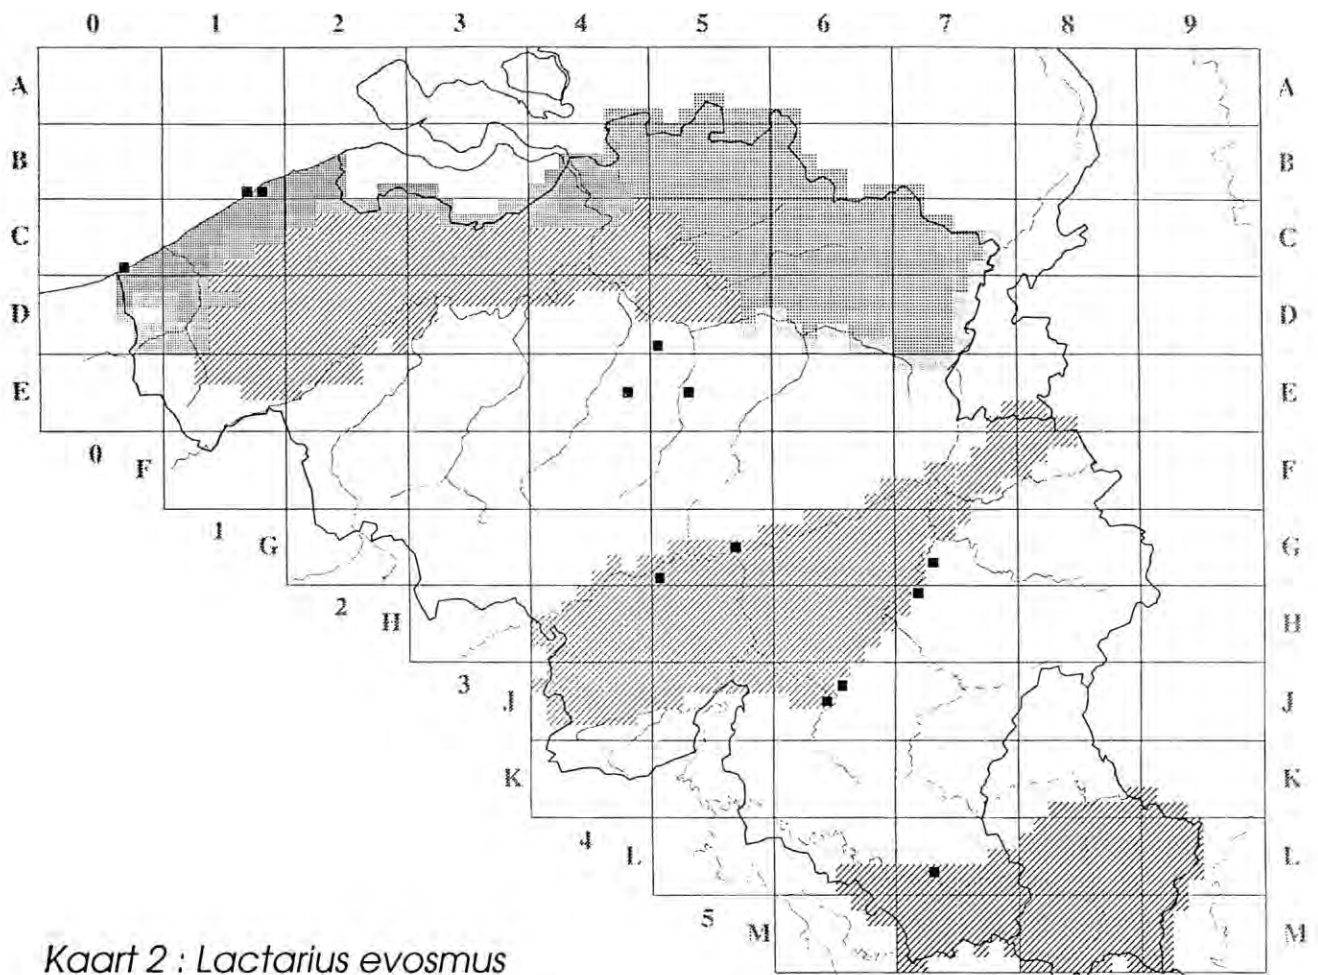 0 1 2 3 4 5 6 7 8 9
A A
B B
C C
D D
E E
0 F F
1 G G
2 H H
3 J J
K K
4 L L
5 M M
Kaart 2 : Lactarius evosmus